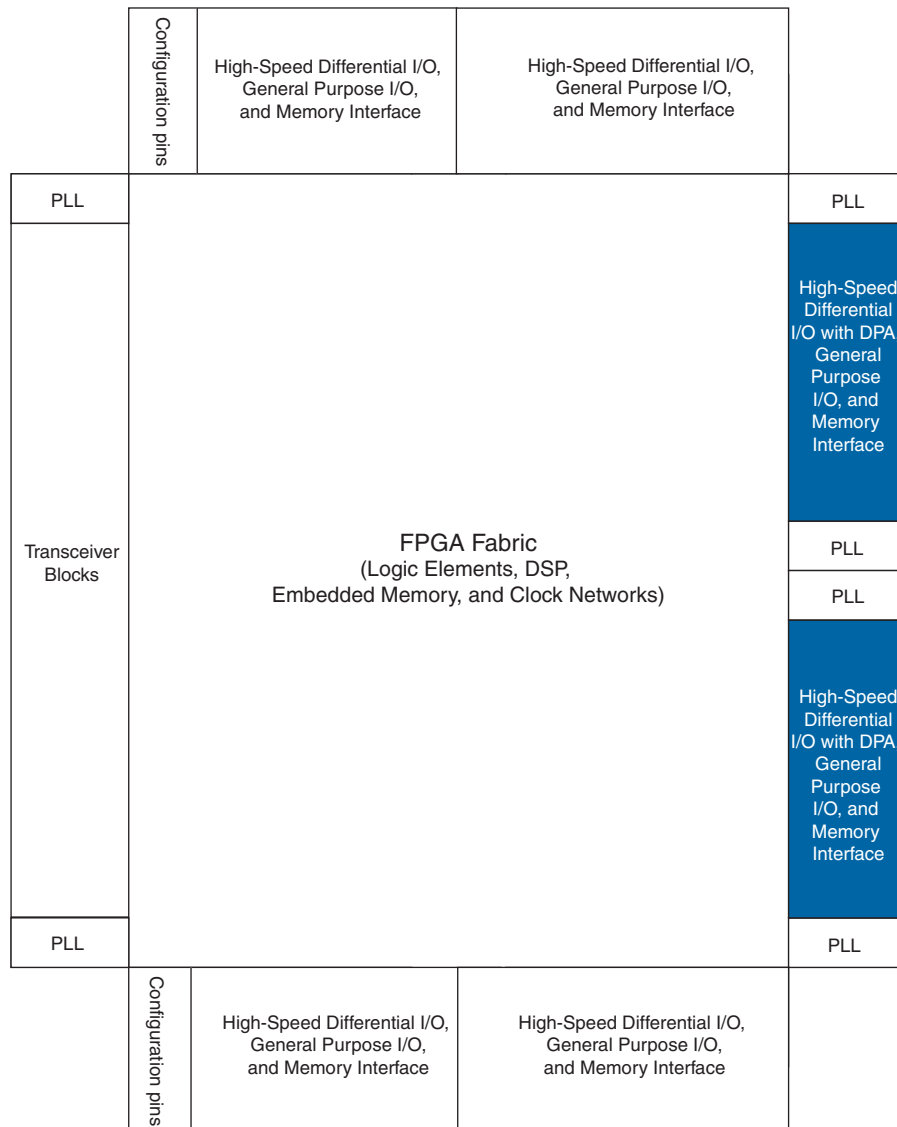 Configuration pins
High-Speed Differential I/O,
General Purpose I/O,
and Memory Interface
High-Speed Differential I/O,
General Purpose I/O,
and Memory Interface
PLL
PLL
Transceiver
Blocks
FPGA Fabric
(Logic Elements, DSP,
Embedded Memory, and Clock Networks)
High-Speed
Differential
I/O with DPA
General
Purpose
I/O, and
Memory
Interface
PLL
PLL
High-Speed
Differential
I/O with DPA
General
Purpose
I/O, and
Memory
Interface
PLL
PLL
Configuration pins
High-Speed Differential I/O,
General Purpose I/O,
and Memory Interface
High-Speed Differential I/O,
General Purpose I/O,
and Memory Interface